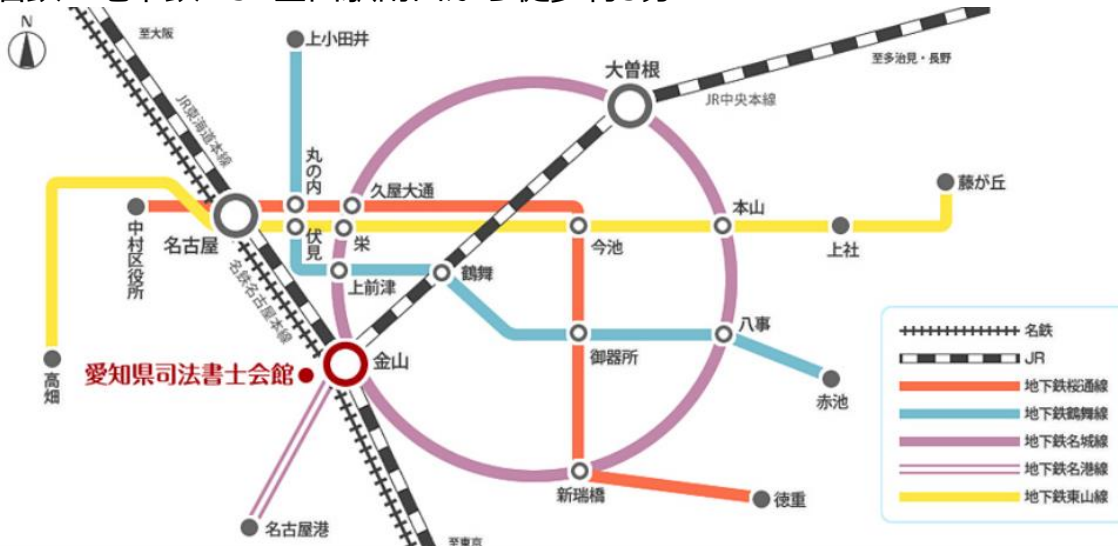 N
至大阪
上小田井
大曽根
至多治見・長野
JR中央本線
JR東海道本線
丸の内
久屋大通
藤が丘
本山
中村区役所
名古屋
伏見
栄
今池
上社
上前津
鶴舞
名鉄名古屋本線
八事
御器所
金山
愛知県司法書士会館
高畑
赤池
新瑞橋
徳重
名古屋港
至東京
名鉄
JR
地下鉄桜通線
地下鉄鶴舞線
地下鉄名城線
地下鉄名港線
地下鉄東山線